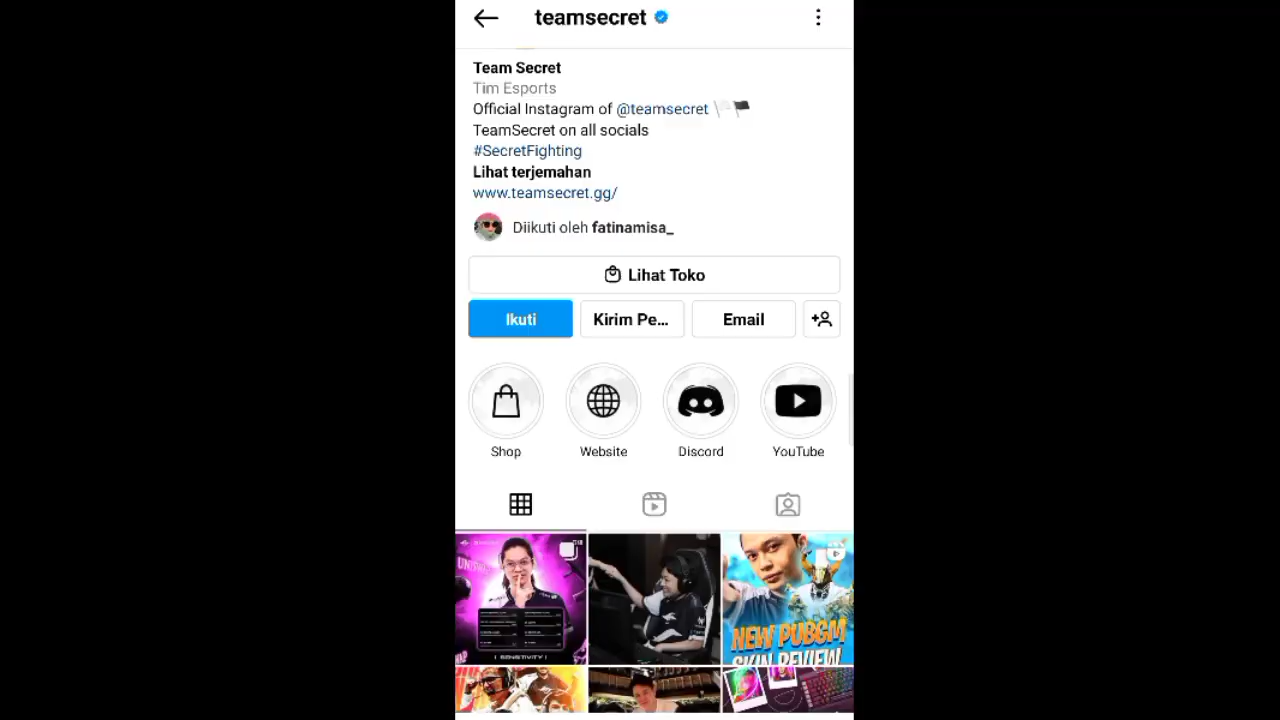 teamsecret
Team Secret
Tim Esports
Official Instagram of @teamsecret
TeamSecret on all socials
#SecretFighting
Lihat terjemahan
www.teamsecret.gg/
Diikuti oleh fatinamisa_
Lihat Toko
Ikuti
Kirim Pe...
Email
Shop
Website
Discord
YouTube
| SENSITIVITY |
NEW PUBGM
SKIN REVIEW